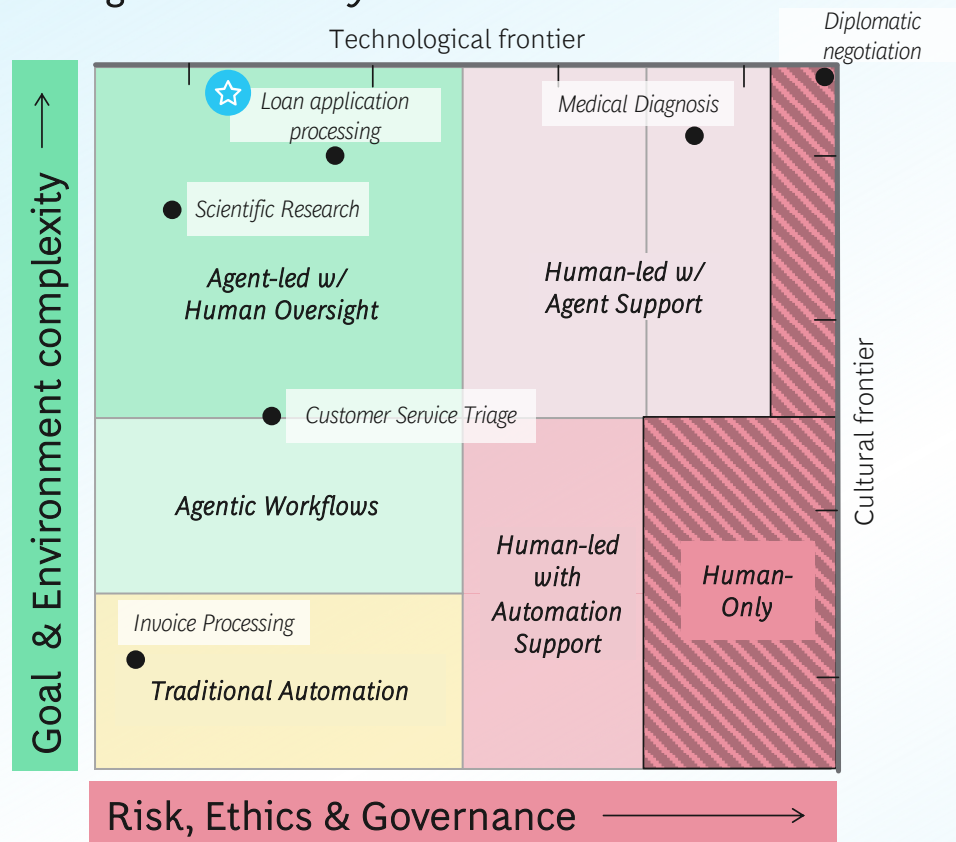 Technological frontier
Diplomatic
negotiation
Loan application
processing
Medical Diagnosis
Scientific Research
Agent-led w/
Human Oversight
Human-led w/
Agent Support
Customer Service Triage
Agentic Workflows
Human-led
with
Automation
Support
Human-
Only
Invoice Processing
Traditional Automation
Goal & Environment complexity
Cultural frontier
Risk, Ethics & Governance